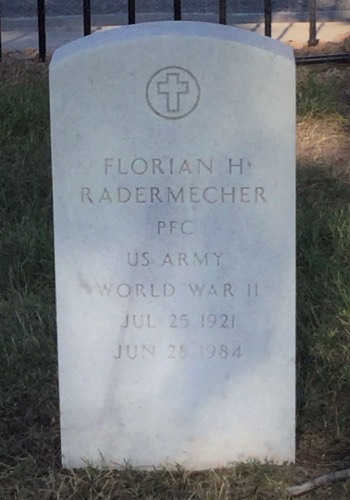 FLORIAN H
RADERMECHER
PFC
US ARMY
WORLD WAR II
JUL 25 1921
JUN 28 1984